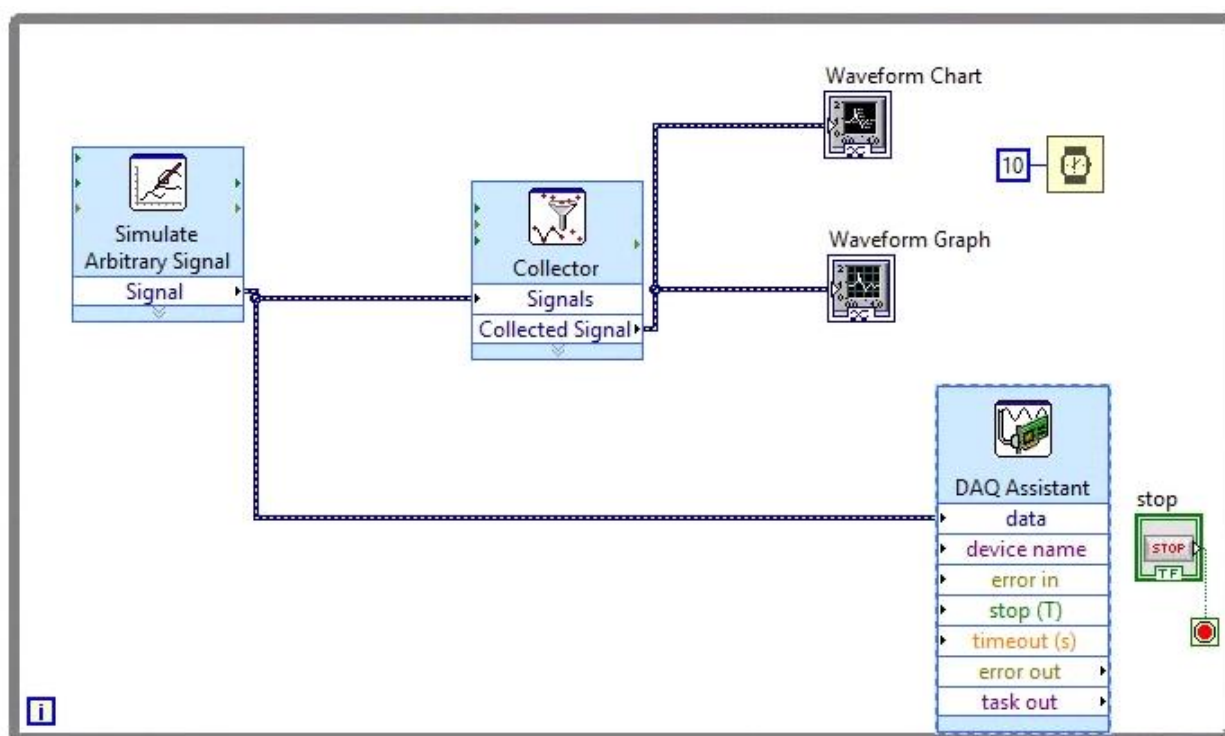 Waveform Chart
10
Simulate
Arbitrary Signal
Signal
Waveform Graph
Collector
Signals
Collected Signal
DAQ Assistant
data
device name
error in
stop (T)
timeout (s)
error out
task out
stop
STOP
TF
i